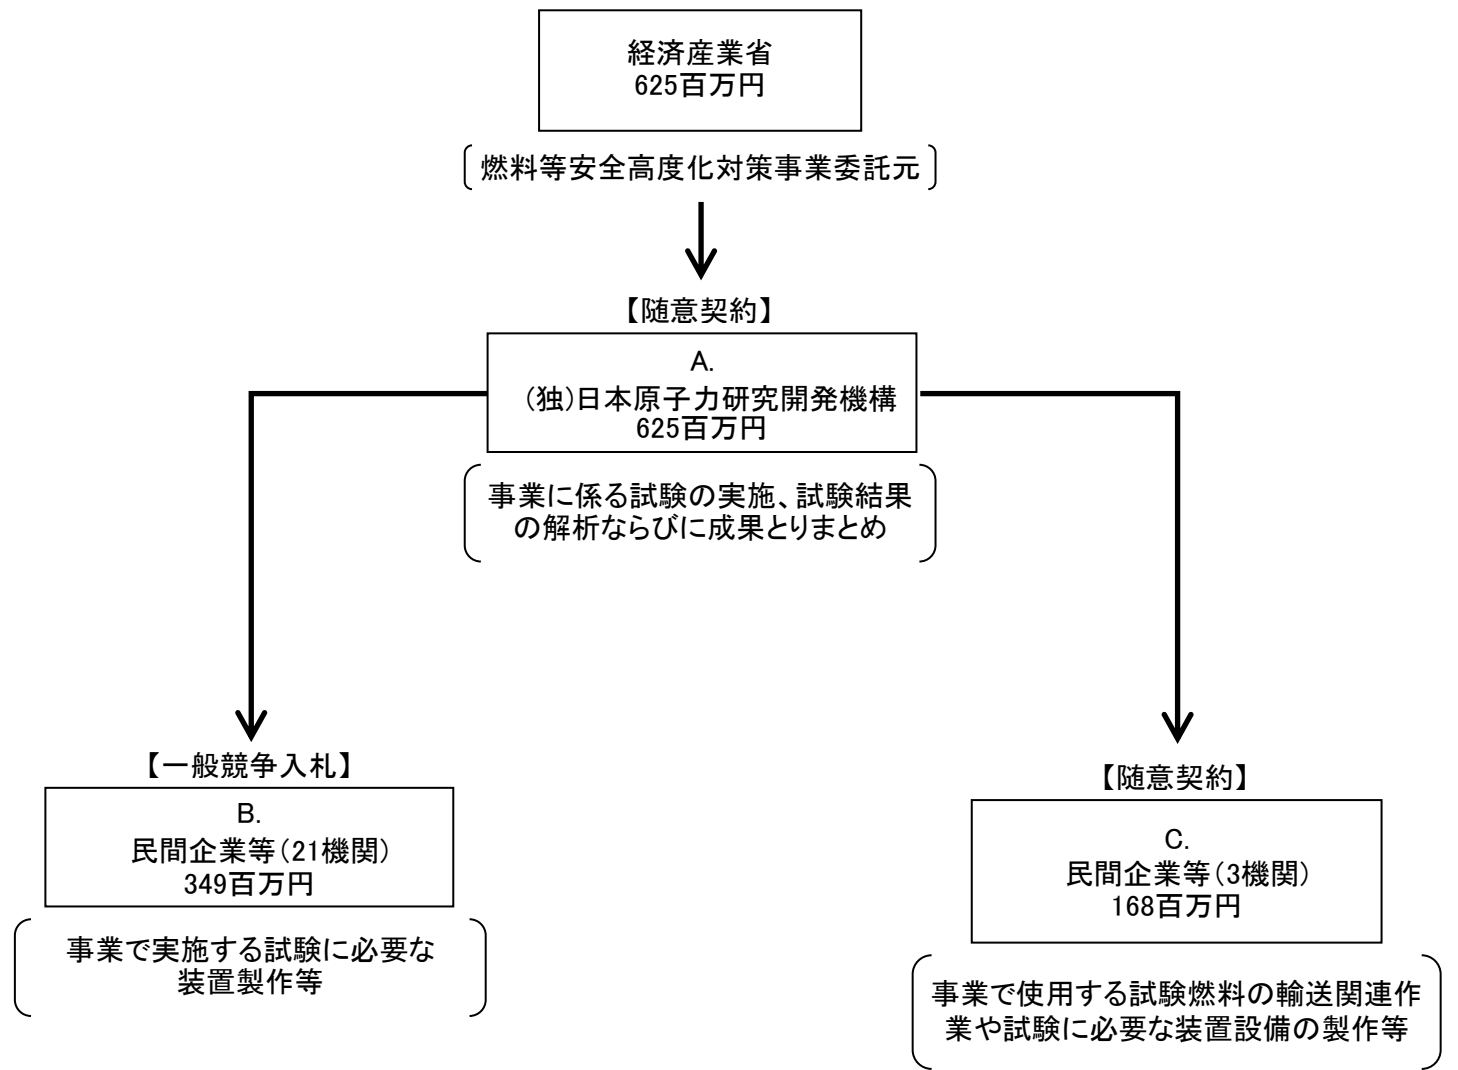 経済産業省
625百万円
燃料等安全高度化対策事業委託元
【随意契約】
A.
(独)日本原子力研究開発機構
625百万円
事業に係る試験の実施、試験結果
の解析ならびに成果とりまとめ
【一般競争入札】
B.
民間企業等(21機関)
349百万円
事業で実施する試験に必要な
装置製作等
【随意契約】
C.
民間企業等(3機関)
168百万円
事業で使用する試験燃料の輸送関連作
業や試験に必要な装置設備の製作等